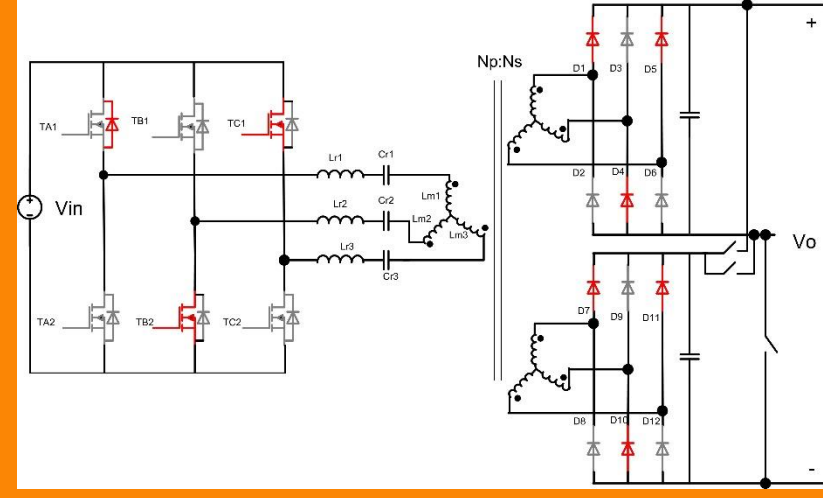 +
Np:Ns
D1
D3
D5
TA1
TB1
TC1
Lr1
Cr1
D2
D4
D6
Lm1
Vin
Lr2
Cr2
Lm2
Lm3
Vo
Lr3
Cr3
D7
D9
D11
TA2
TB2
TC2
D8
D10
D12
-